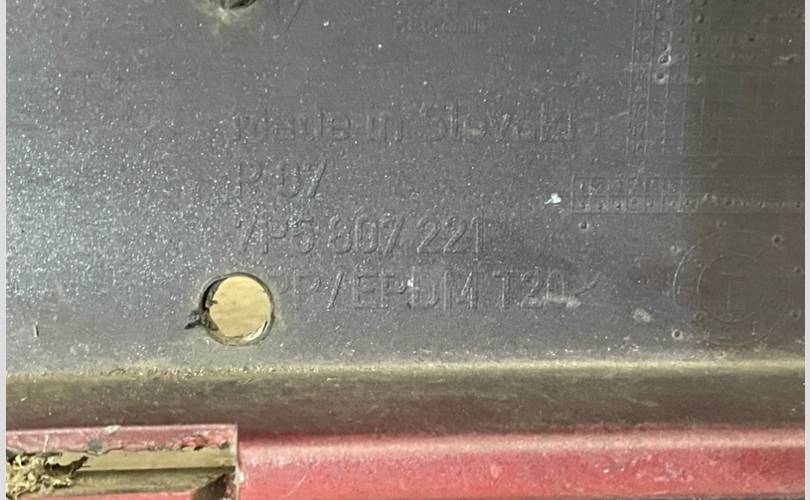 Made in Slovakia
R 07
7P5 807 221
PP/EPDM T20